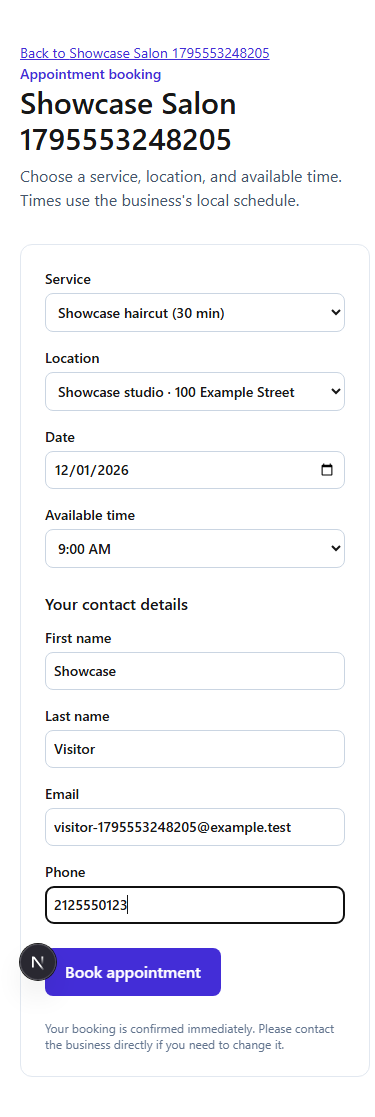 Back to Showcase Salon 1795553248205
Appointment booking
Showcase Salon
1795553248205
Choose a service, location, and available time.
Times use the business's local schedule.
Service
Showcase haircut (30 min)
Location
Showcase studio · 100 Example Street
Date
12/01/2026
Available time
9:00 AM
Your contact details
First name
Showcase
Last name
Visitor
Email
visitor-1795553248205@example.test
Phone
2125550123
N
Book appointment
Your booking is confirmed immediately. Please contact
the business directly if you need to change it.